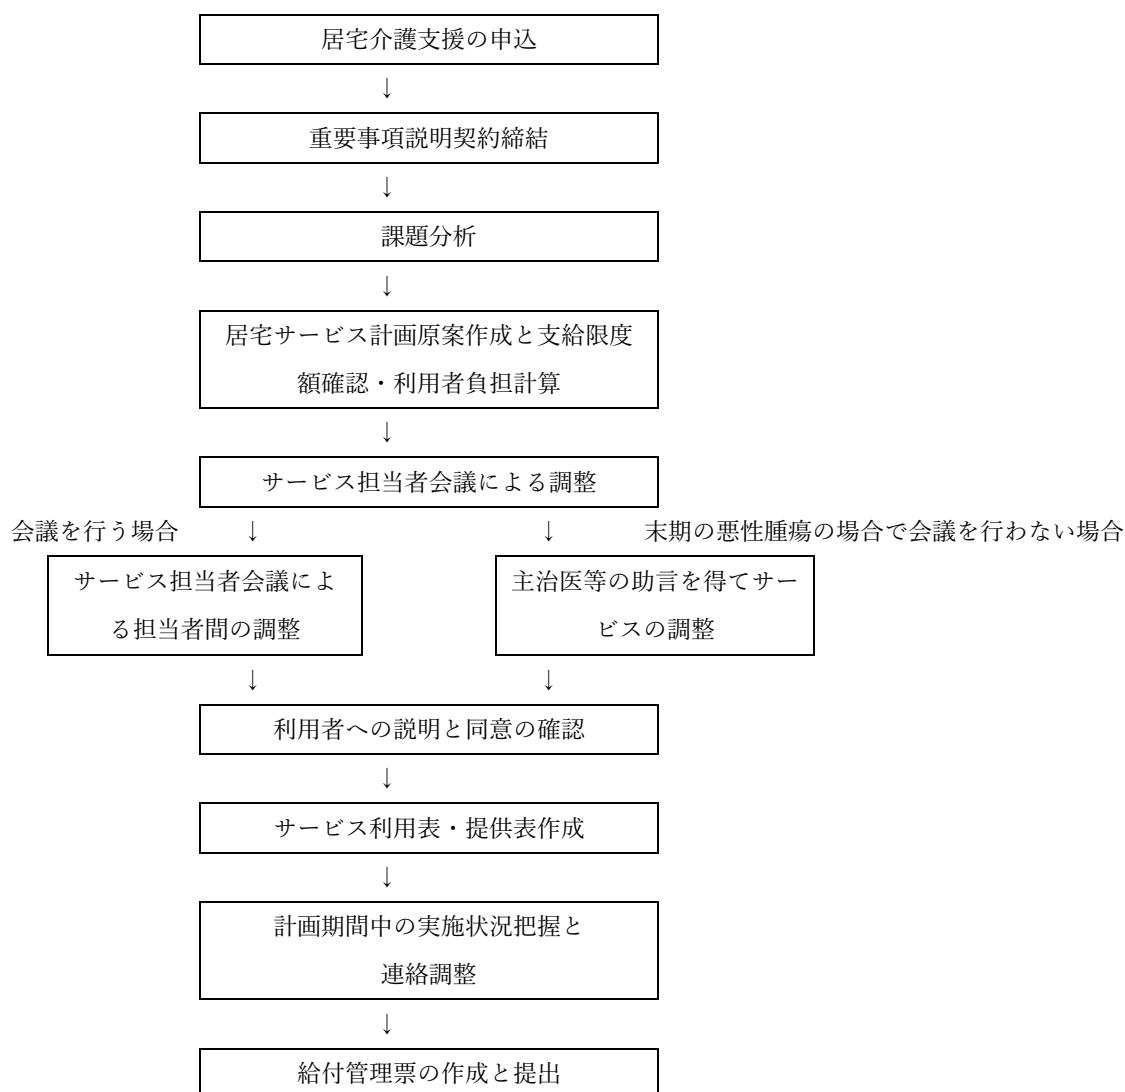 居宅介護支援の申込
↓
重要事項説明契約締結
↓
課題分析
↓
居宅サービス計画原案作成と支給限度
額確認・利用者負担計算
↓
サービス担当者会議による調整
会議を行う場合 ↓ ↓ 末期の悪性腫瘍の場合で会議を行わない場合
サービス担当者会議によ
る担当者間の調整
主治医等の助言を得てサー
ビスの調整
↓ ↓
利用者への説明と同意の確認
↓
サービス利用表・提供表作成
↓
計画期間中の実施状況把握と
連絡調整
↓
給付管理票の作成と提出